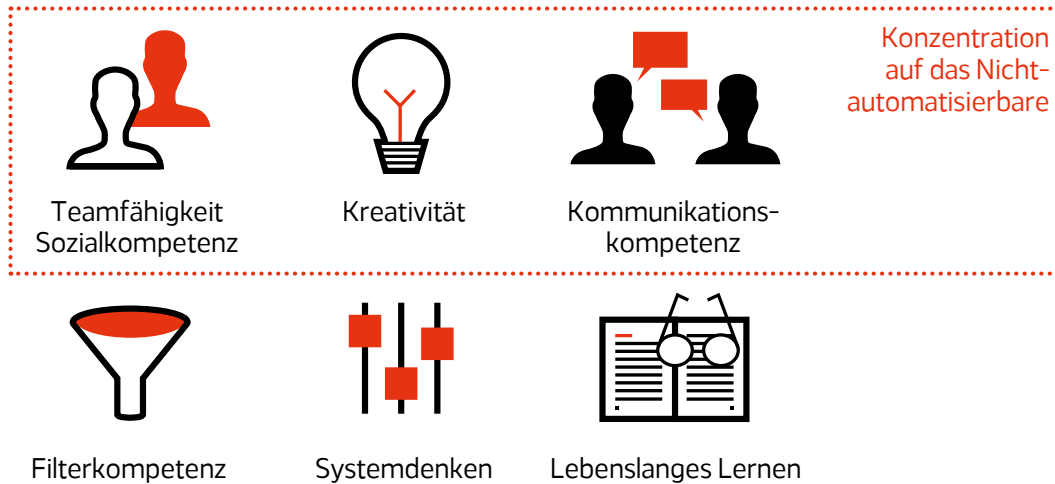 Konzentration
auf das Nicht-
automatisierbare
Teamfähigkeit
Sozialkompetenz
Kreativität
Kommunikations-
kompetenz
Filterkompetenz
Systemdenken
Lebenslanges Lernen